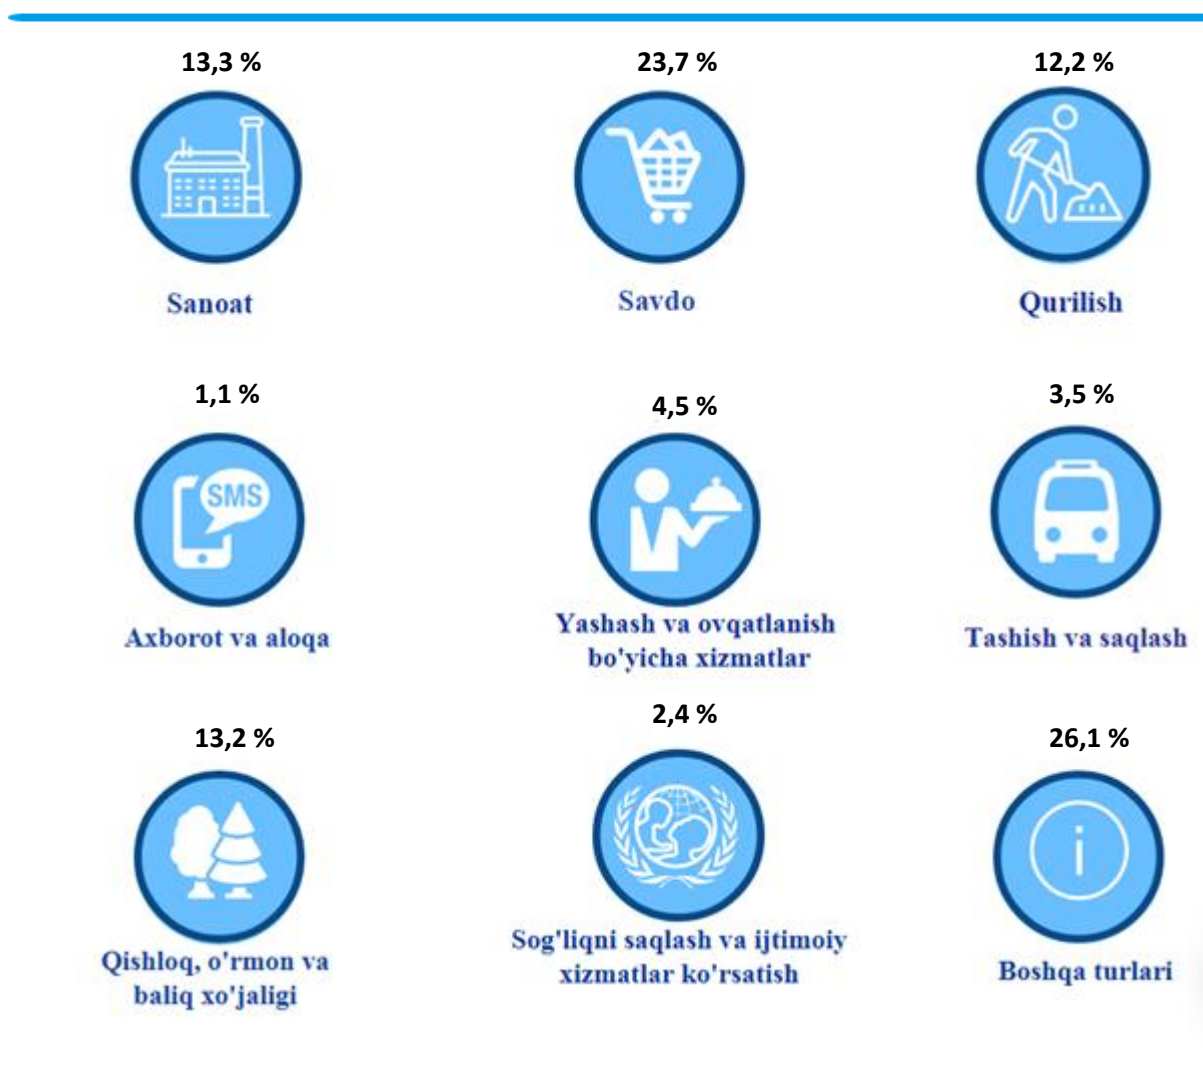 13,3 %
23,7 %
12,2 %
Sanoat
Savdo
Qurilish
1,1 %
4,5 %
3,5 %
SMS
Axborot va aloqa
Yashash va ovqatlanish
bo'yicha xizmatlar
Tashish va saqlash
13,2 %
2,4 %
26,1 %
i
Qishloq, o'rmon va
baliq xo'jaligi
Sog'liqni saqlash va ijtimoiy
xizmatlar ko'rsatish
Boshqa turlari